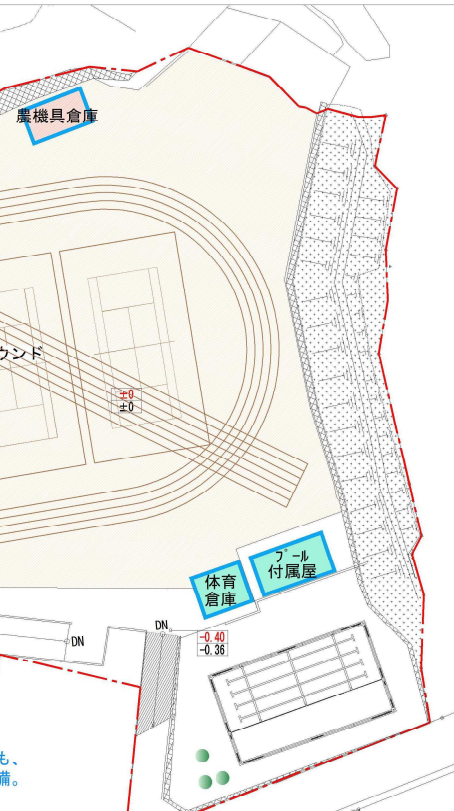 農機具倉庫
ウンド
±0
±0
プール
付属屋
体育
倉庫
DN
DN
-0.40
-0.36
も、
備。